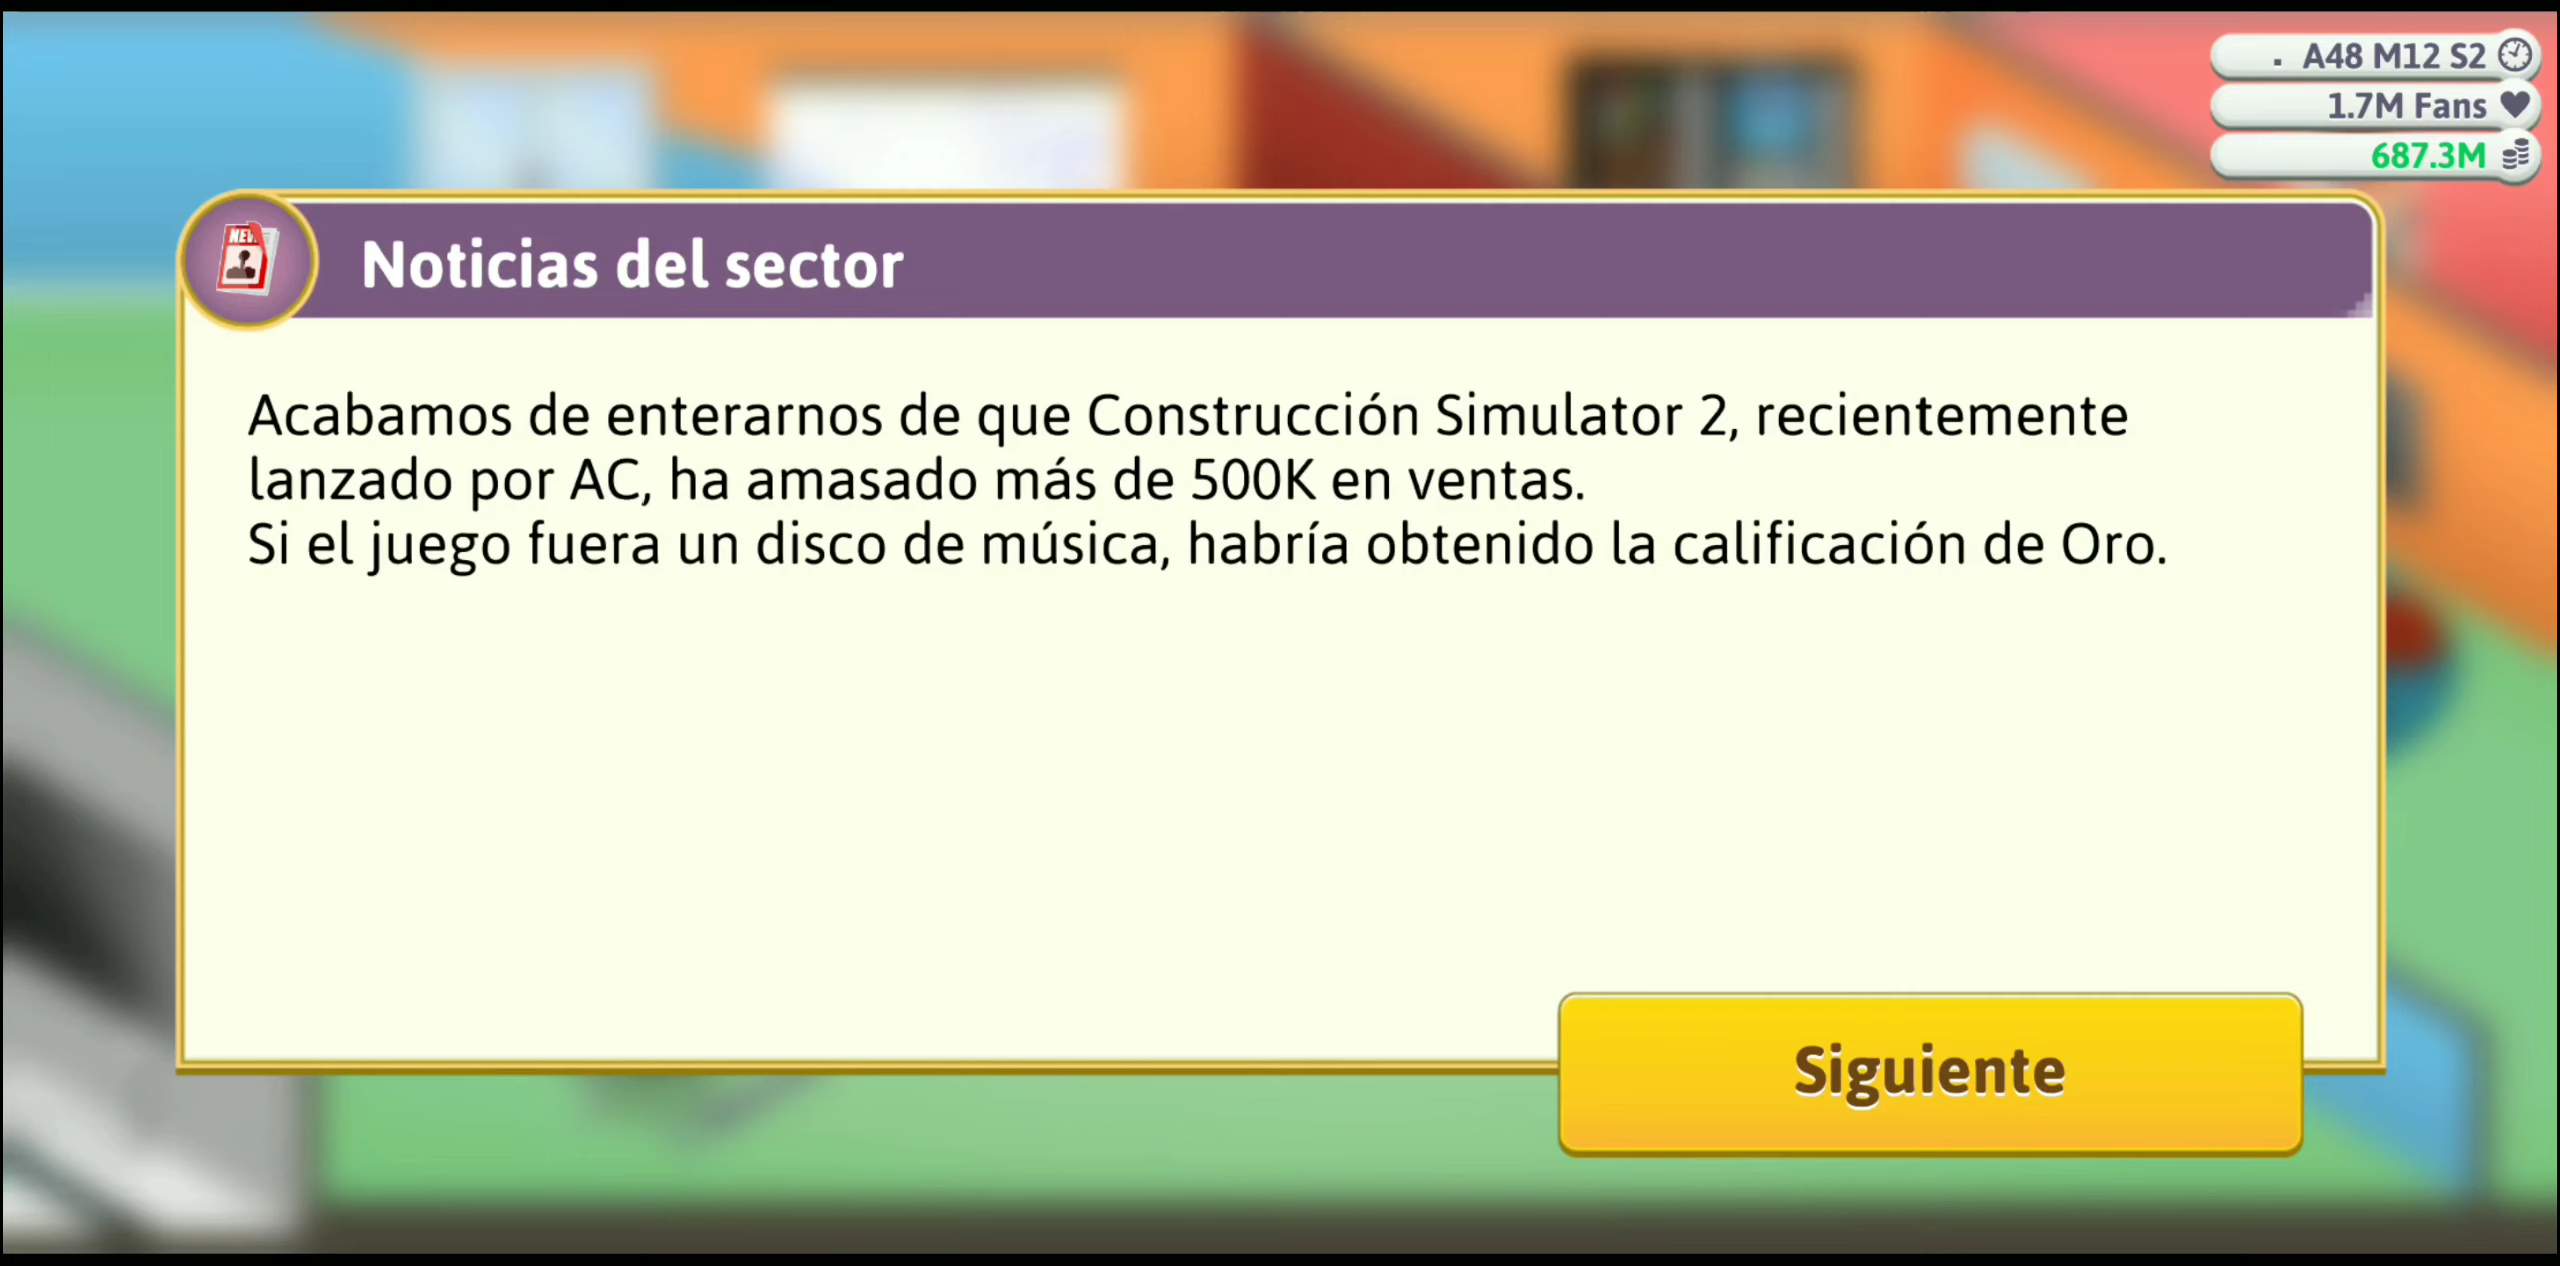 . A48 M12 S2
1.7M Fans
687.3M
Noticias del sector
Acabamos de enterarnos de que Construcción Simulator 2, recientemente
lanzado por AC, ha amasado más de 500K en ventas.
Si el juego fuera un disco de música, habría obtenido la calificación de Oro.
Siguiente